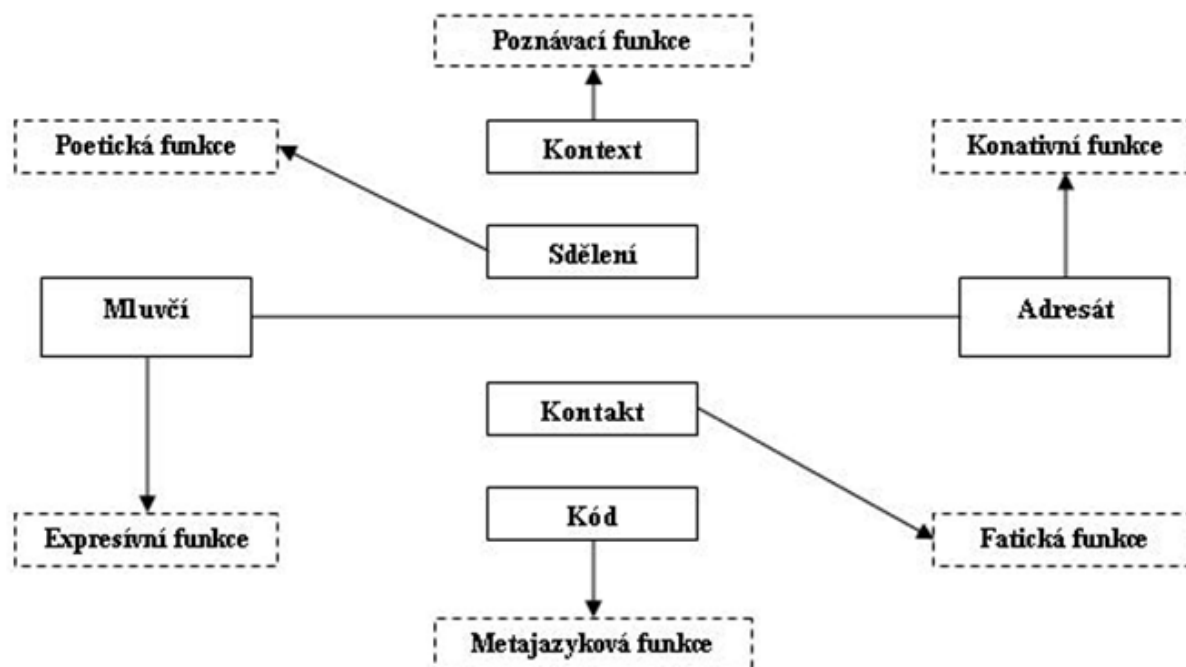 Poznávací funkce
Poetická funkce
Kontext
Konativní funkce
Sdělení
Mluvčí
Adresát
Kontakt
Kód
Expresívní funkce
Fatická funkce
Metajazyková funkce